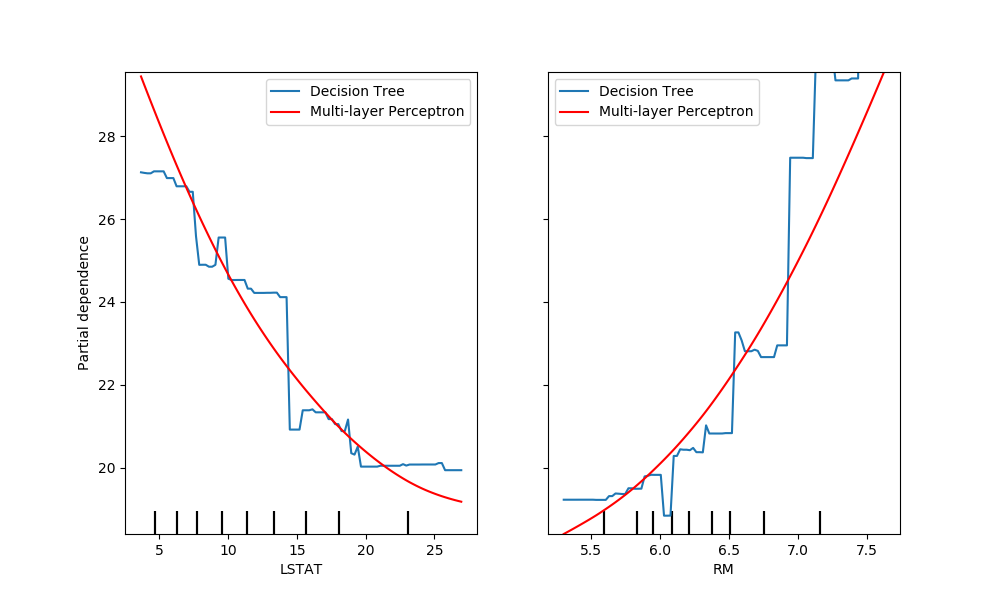 Decision Tree
Multi-layer Perceptron
Partial dependence
28
26
24
22
20
5 10 15 20 25
LSTAT
Decision Tree
Multi-layer Perceptron
5.5 6.0 6.5 7.0 7.5
RM